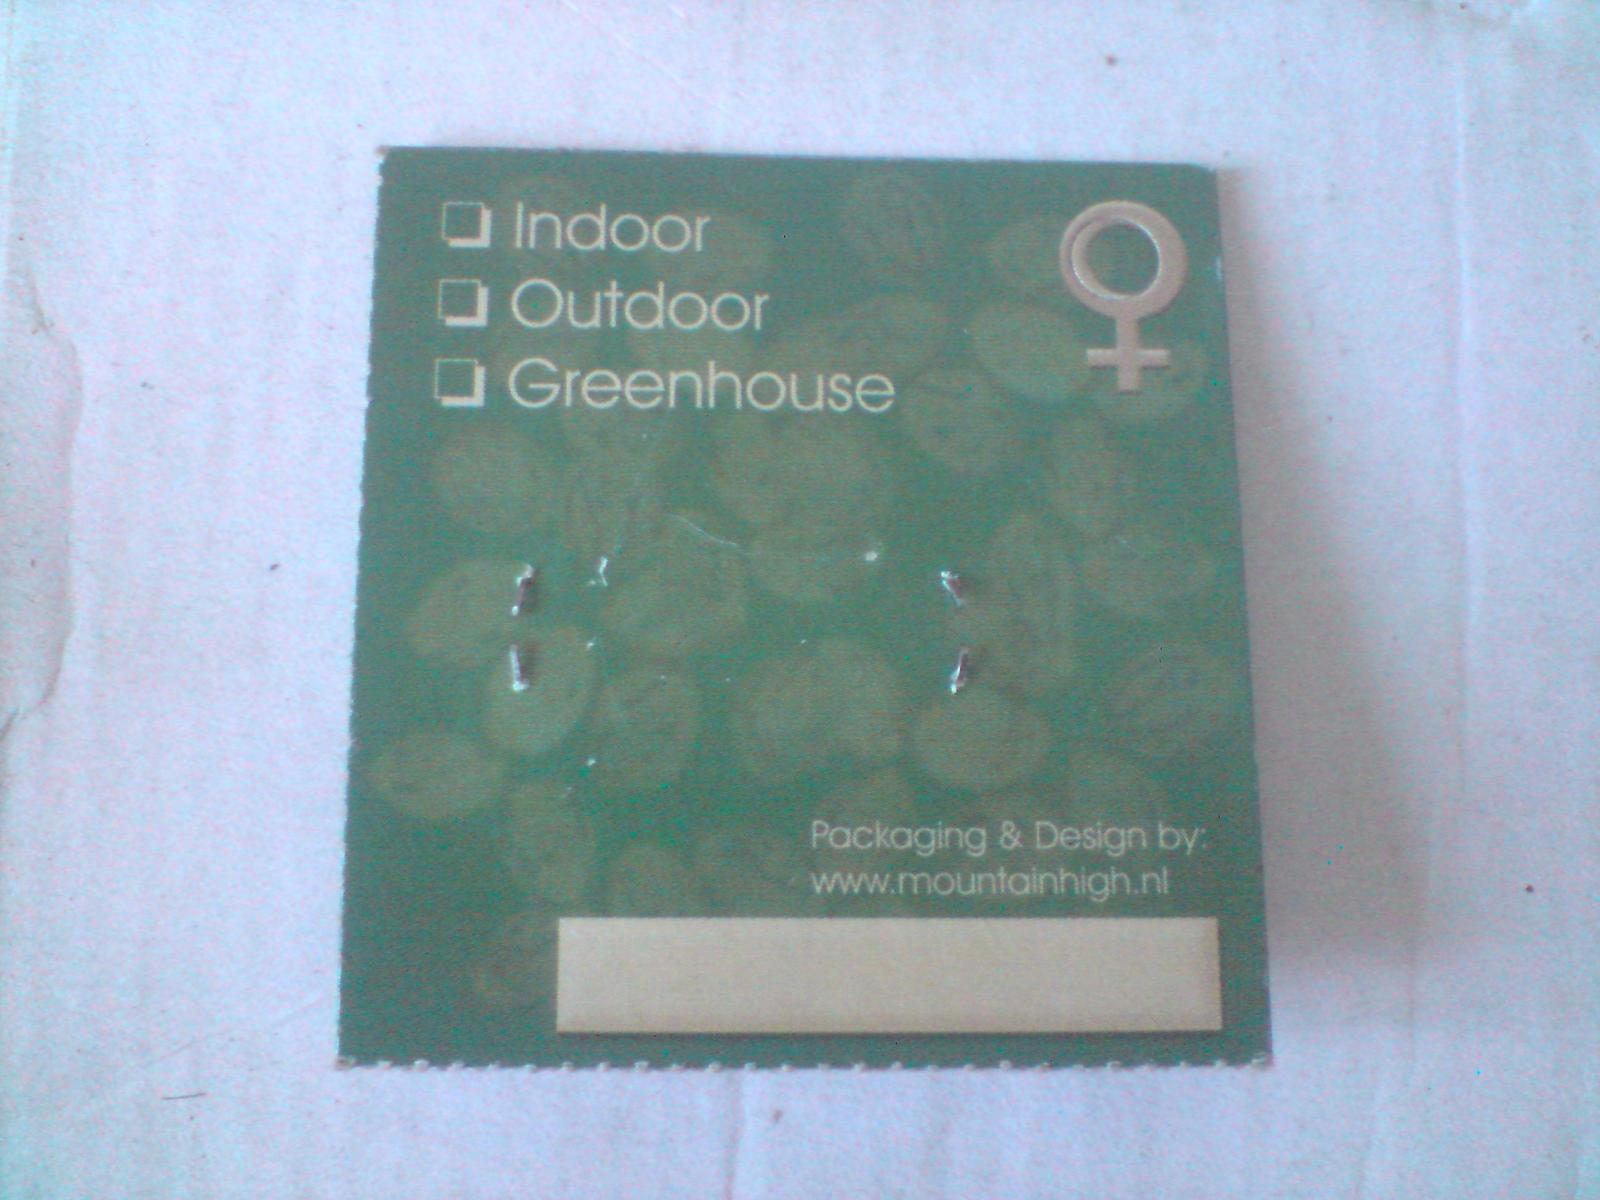 Indoor
Outdoor
Greenhouse
Packaging & Design by:
www.mountainhigh.nl